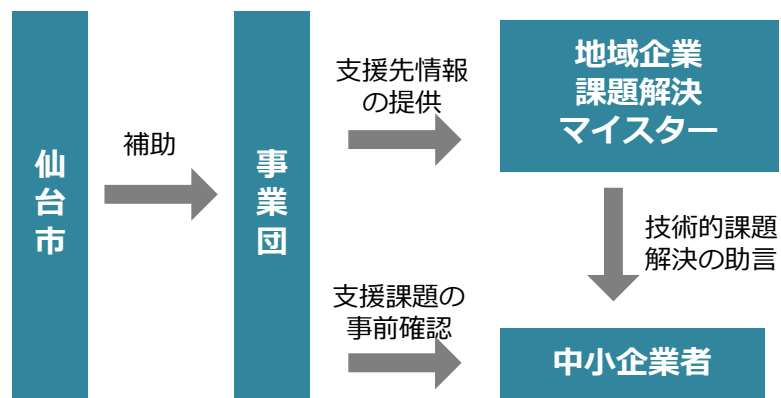 仙台市
補助
事業団
支援先情報
の提供
地域企業
課題解決
マイスター
技術的課題
解決の助言
支援課題の
事前確認
中小企業者